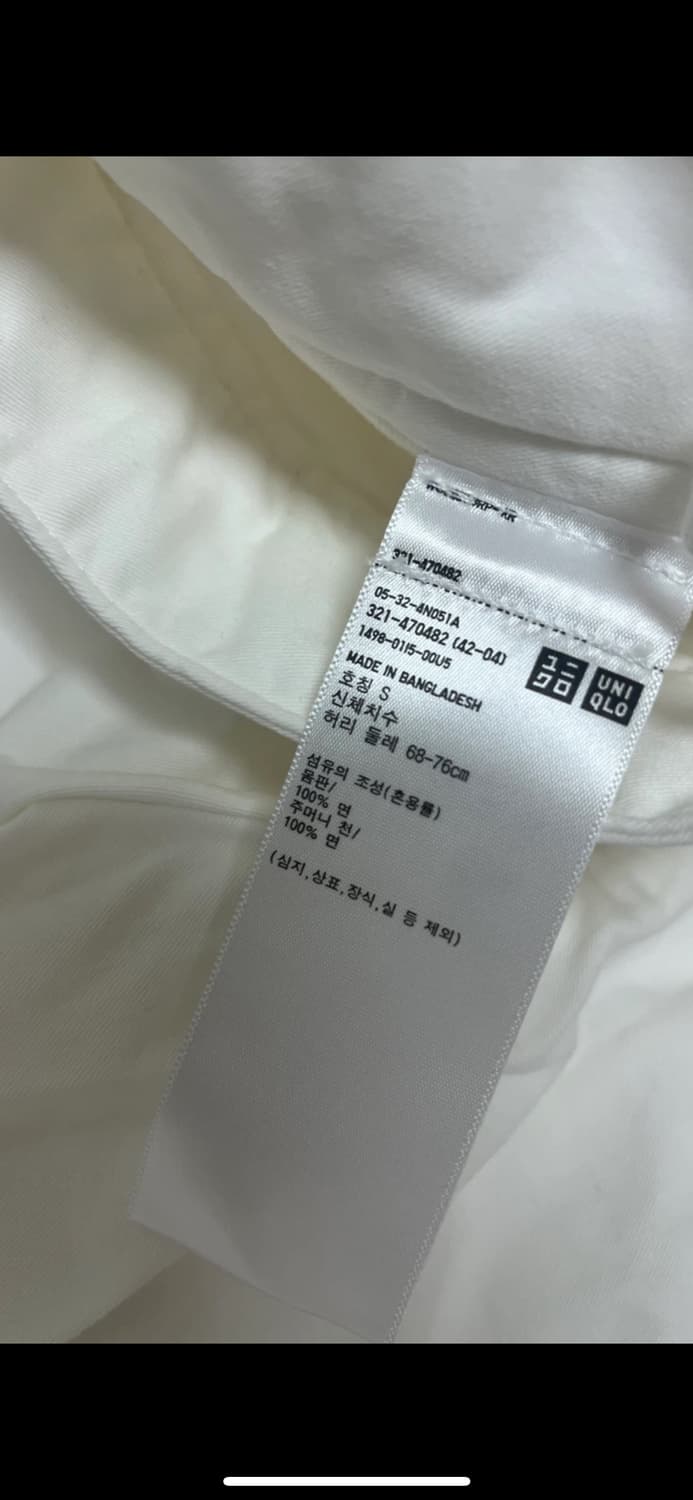 321-470482
05-32-4N051A
321-470482 (42-04)
1498-0115-00U5
ユニ
クロ
UNI
QLO
MADE IN BANGLADESH
호칭 S
신체치수
허리 둘레 68-76cm
섬유의 조성(혼용률)
몸판/
100% 면
주머니 천/
100% 면
(심지,상표,장식,실 등 제외)